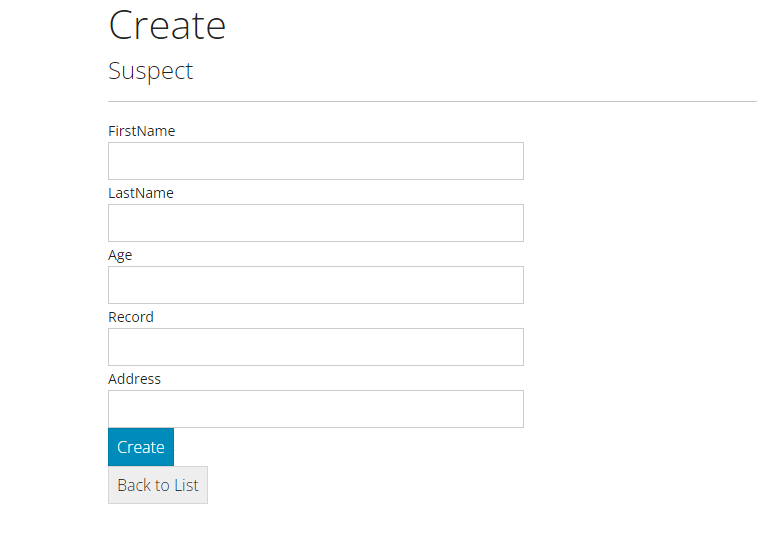 Create
Suspect
FirstName
LastName
Age
Record
Address
Create
Back to List